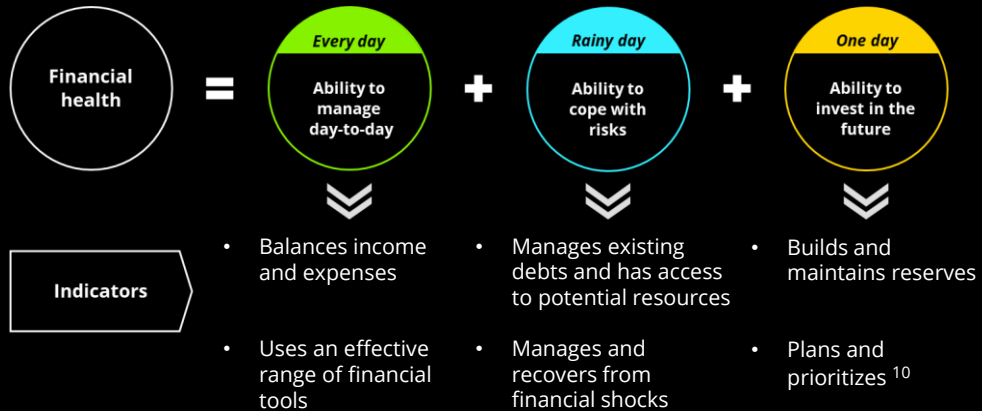 Financial
health
=
Every day
Ability to
manage
day-to-day
+
Rainy day
Ability to
cope with
risks
+
One day
Ability to
invest in the
future
Indicators
• Balances income
and expenses
• Uses an effective
range of financial
tools
• Manages existing
debts and has access
to potential resources
• Manages and
recovers from
financial shocks
• Builds and
maintains reserves
• Plans and
prioritizes 10